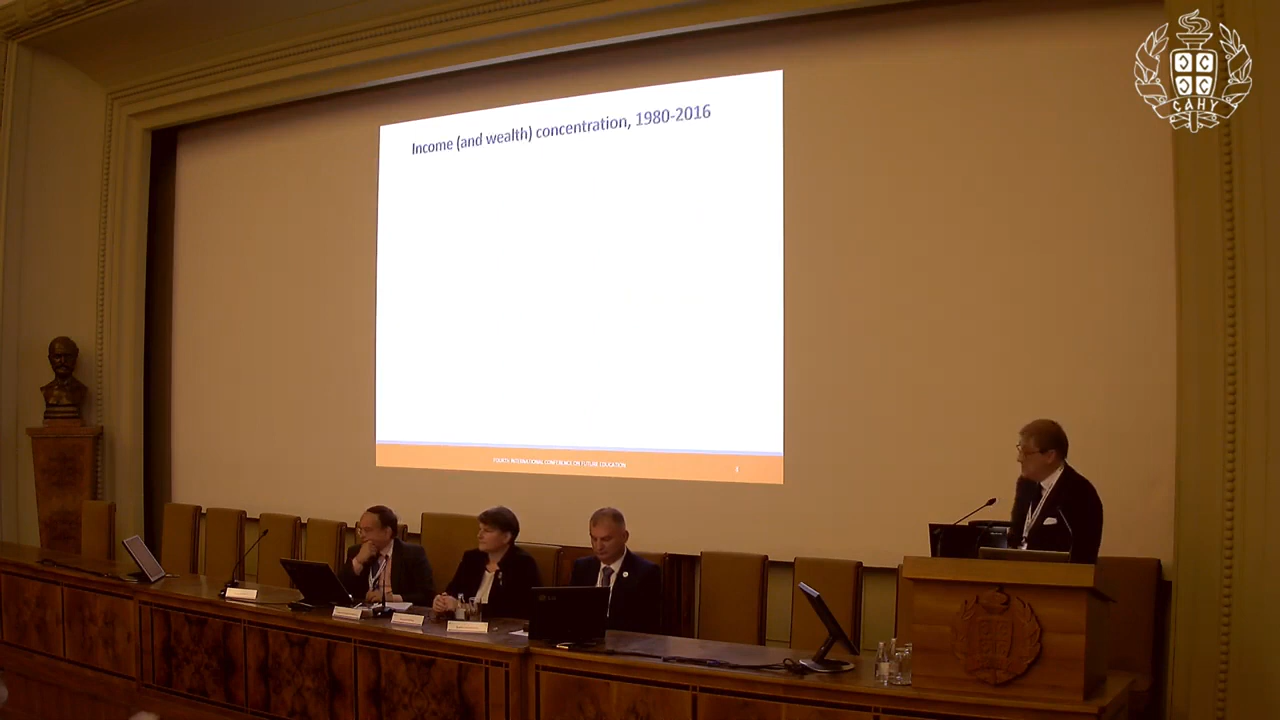 Income (and wealth) concentration, 1980-2016
FOURTH INTERNATIONAL CONFERENCE ON FUTURE EDUCATION
САНУ